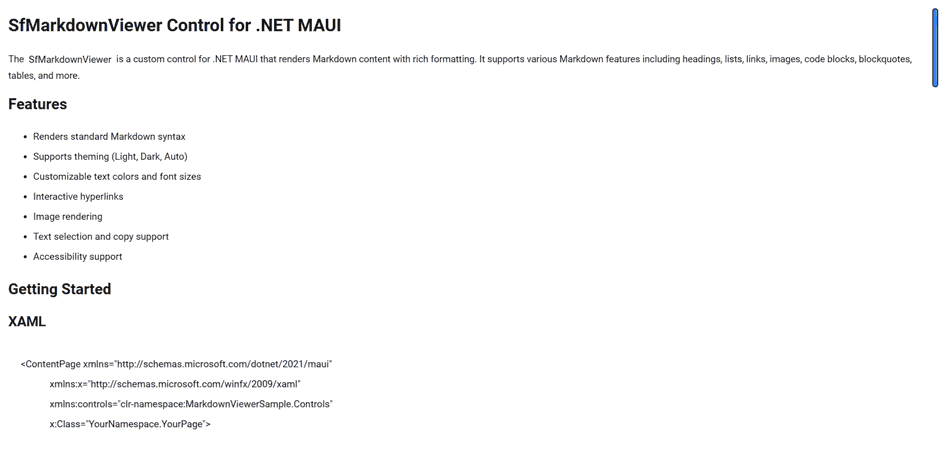 SfMarkdownViewer Control for .NET MAUI
The SfMarkdownViewer is a custom control for .NET MAUI that renders Markdown content with rich formatting. It supports various Markdown features including headings, lists, links, images, code blocks, blockquotes,
tables, and more.
Features
• Renders standard Markdown syntax
• Supports theming (Light, Dark, Auto)
• Customizable text colors and font sizes
• Interactive hyperlinks
• Image rendering
• Text selection and copy support
• Accessibility support
Getting Started
XAML
<ContentPage xmlns="http://schemas.microsoft.com/dotnet/2021/maui"
xmlns:x="http://schemas.microsoft.com/winfx/2009/xaml"
xmlns:controls="clr-namespace:MarkdownViewerSample.Controls"
x:Class="YourNamespace.YourPage">